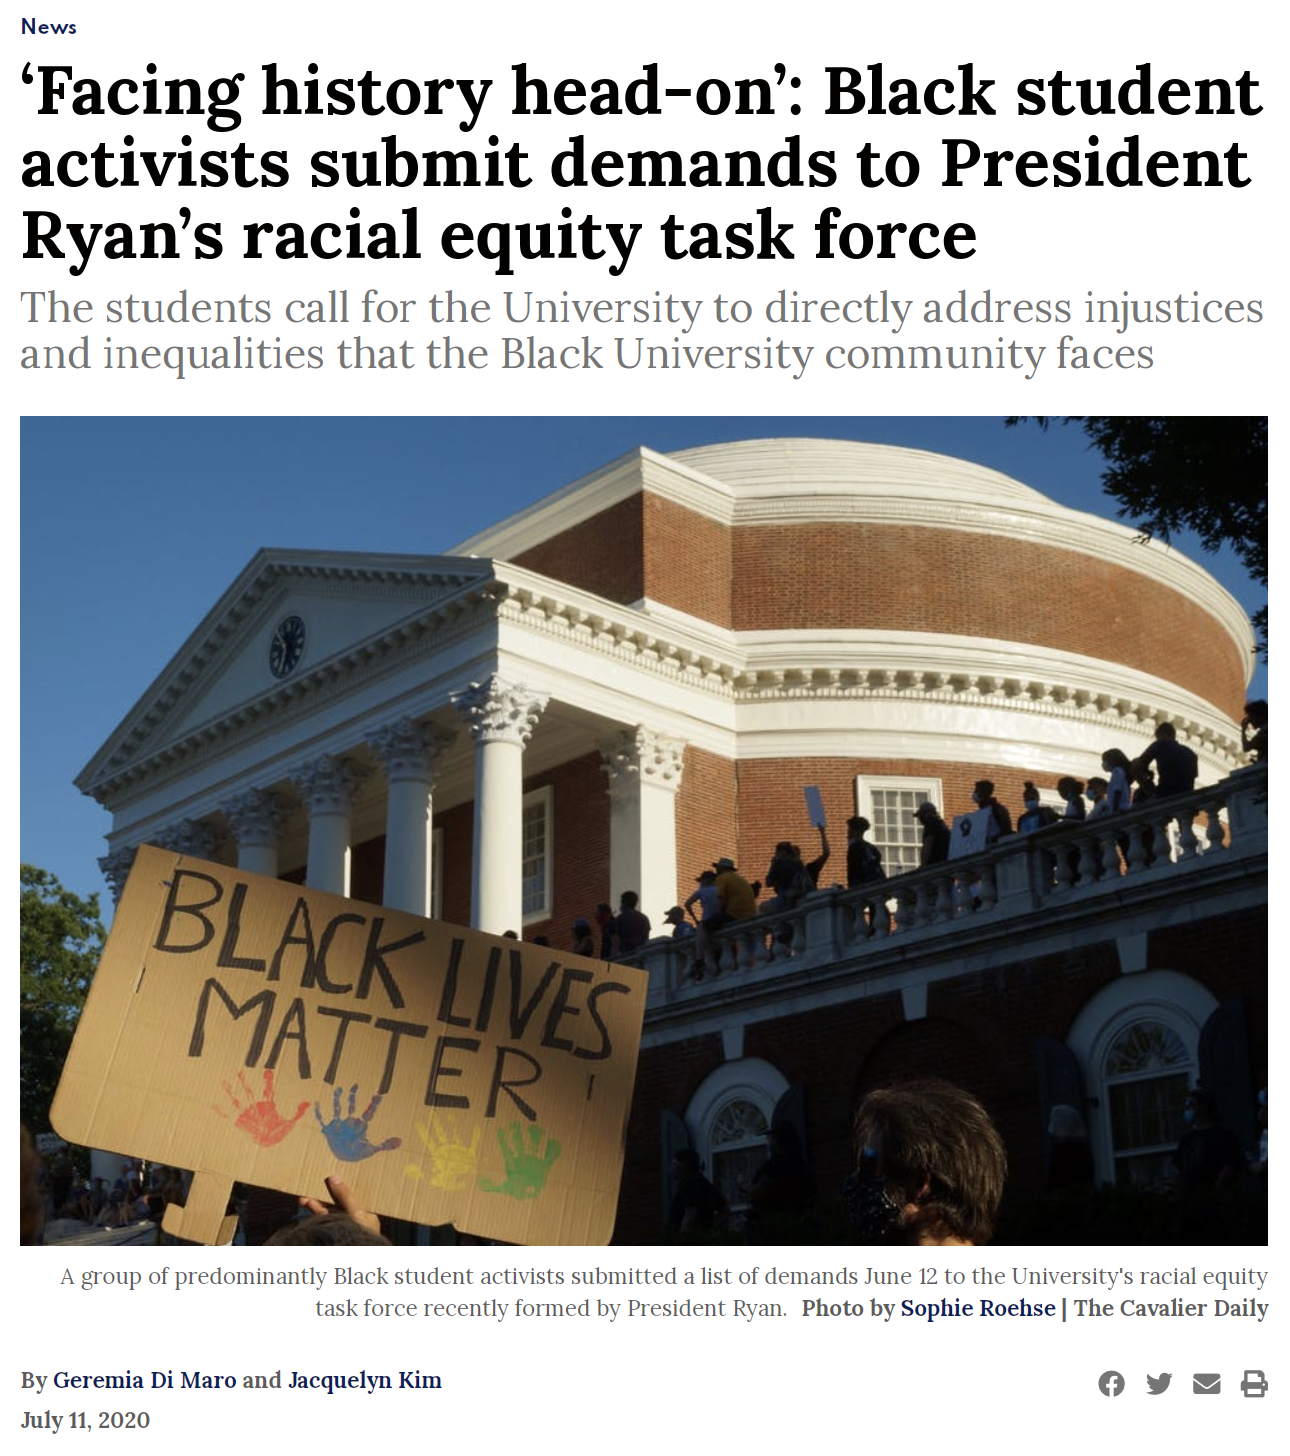 News
‘Facing history head-on’: Black student
activists submit demands to President
Ryan’s racial equity task force
The students call for the University to directly address injustices
and inequalities that the Black University community faces
BLACK LIVES
MATTER!
A group of predominantly Black student activists submitted a list of demands June 12 to the University's racial equity
task force recently formed by President Ryan. Photo by Sophie Roehse | The Cavalier Daily
By Geremia Di Maro and Jacquelyn Kim
July 11, 2020